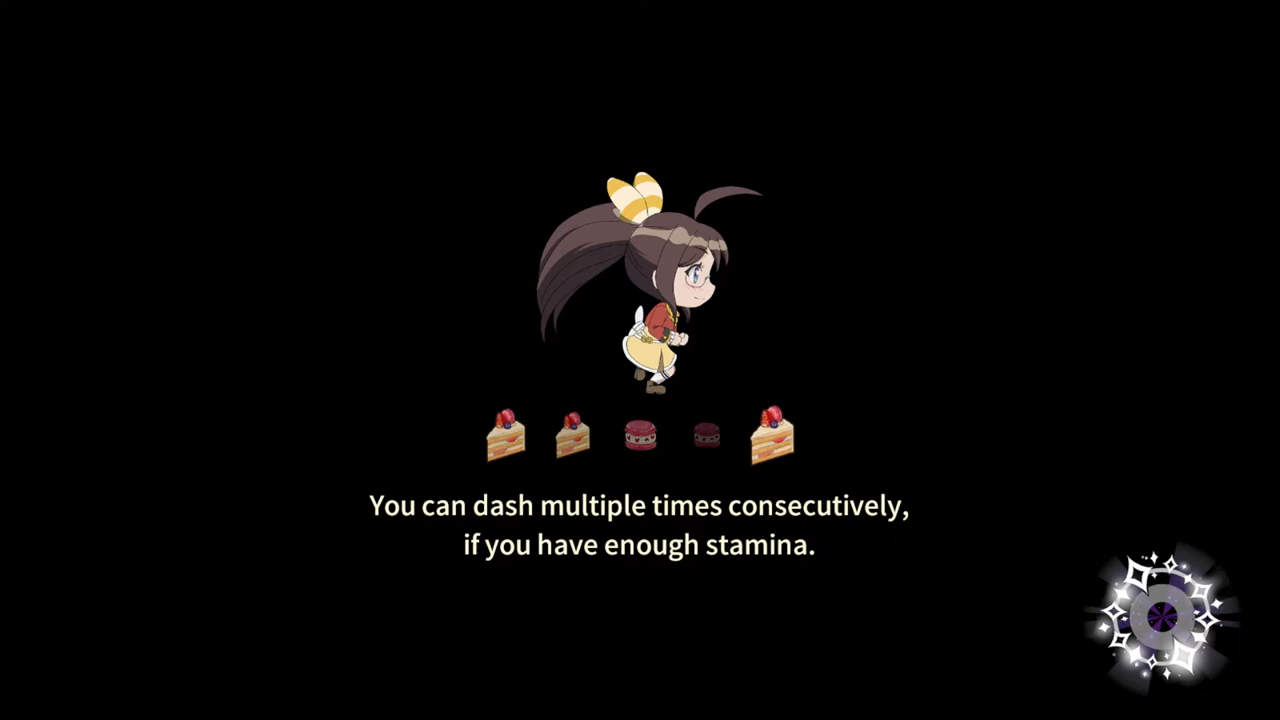 You can dash multiple times consecutively,
if you have enough stamina.